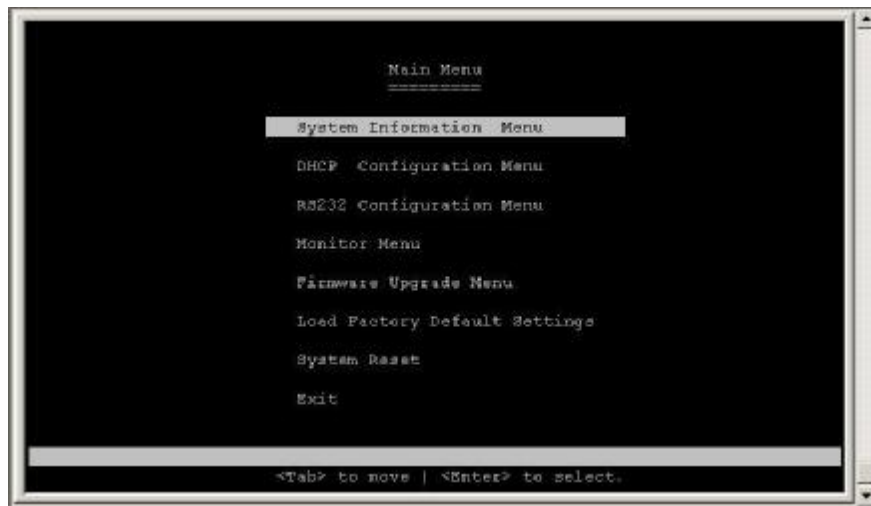 Main Menu
=========
System Information  Menu
DHCP  Configuration Menu
RS232 Configuration Menu
Monitor Menu
Firmware Upgrade Menu
Load Factory Default Settings
System Reset
Exit
<Tab> to move | <Enter> to select.